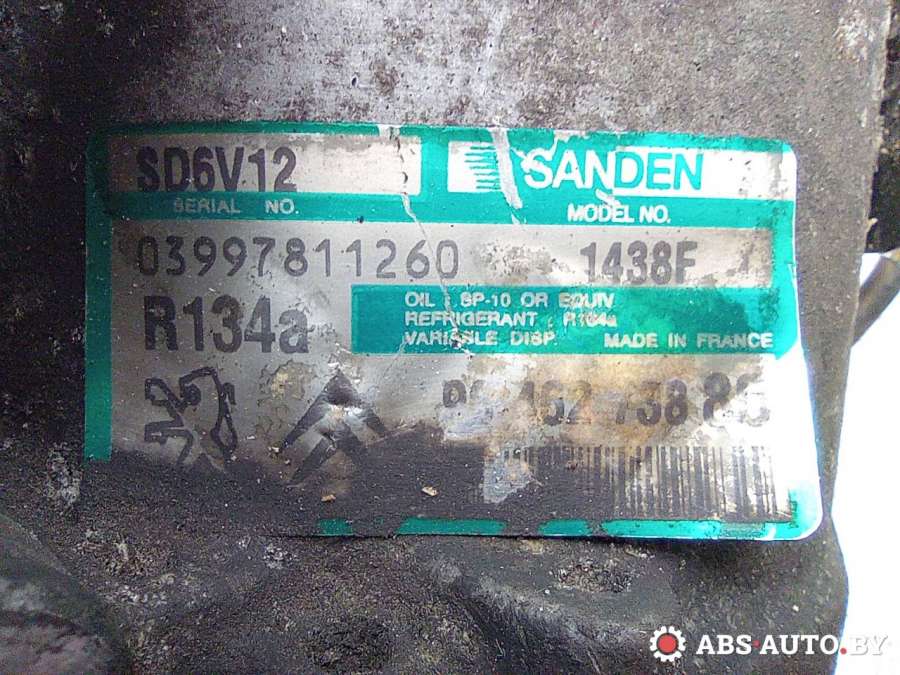 SD6V12 SANDEN
SERIAL NO. MODEL NO.
03997811260 1438F
R134a
OIL : SP-10 OR EQUIV
REFRIGERANT : R134a
VARIABLE DISP. MADE IN FRANCE
ABS-AUTO.BY